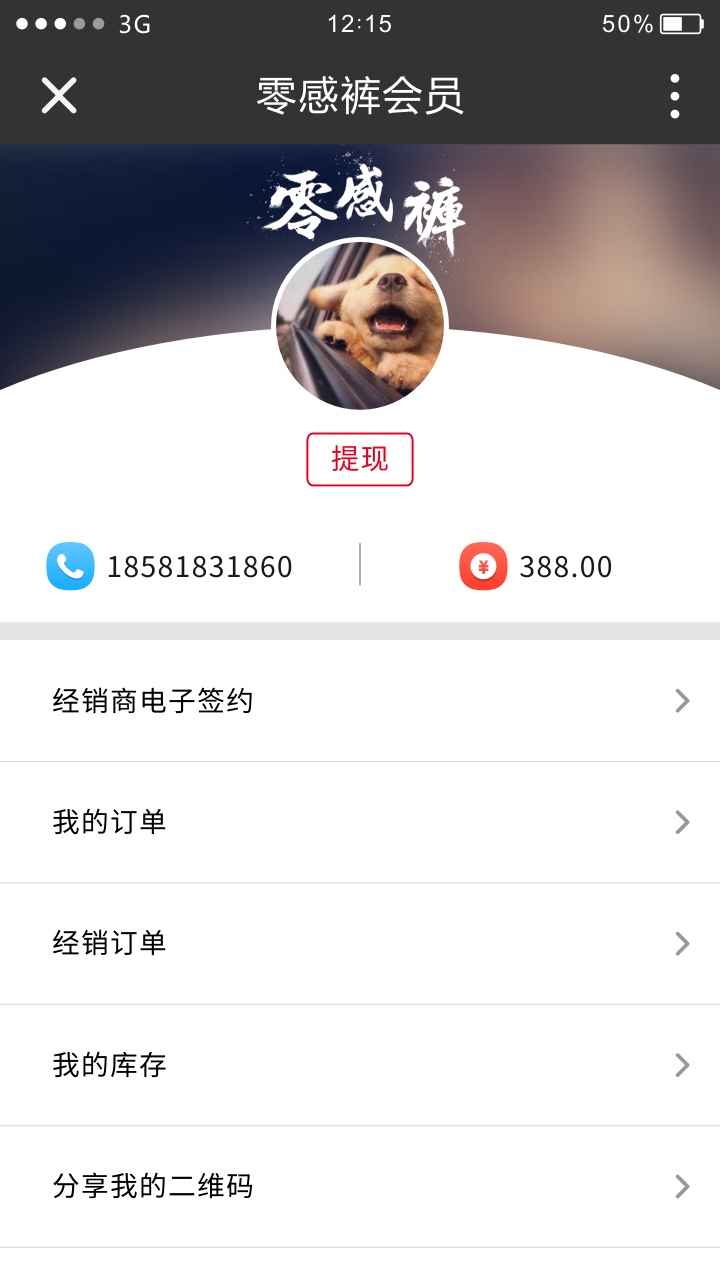 3G 12:15 50%
零感裤会员
零感裤
提现
18581831860 ¥ 388.00
经销商电子签约
我的订单
经销订单
我的库存
分享我的二维码